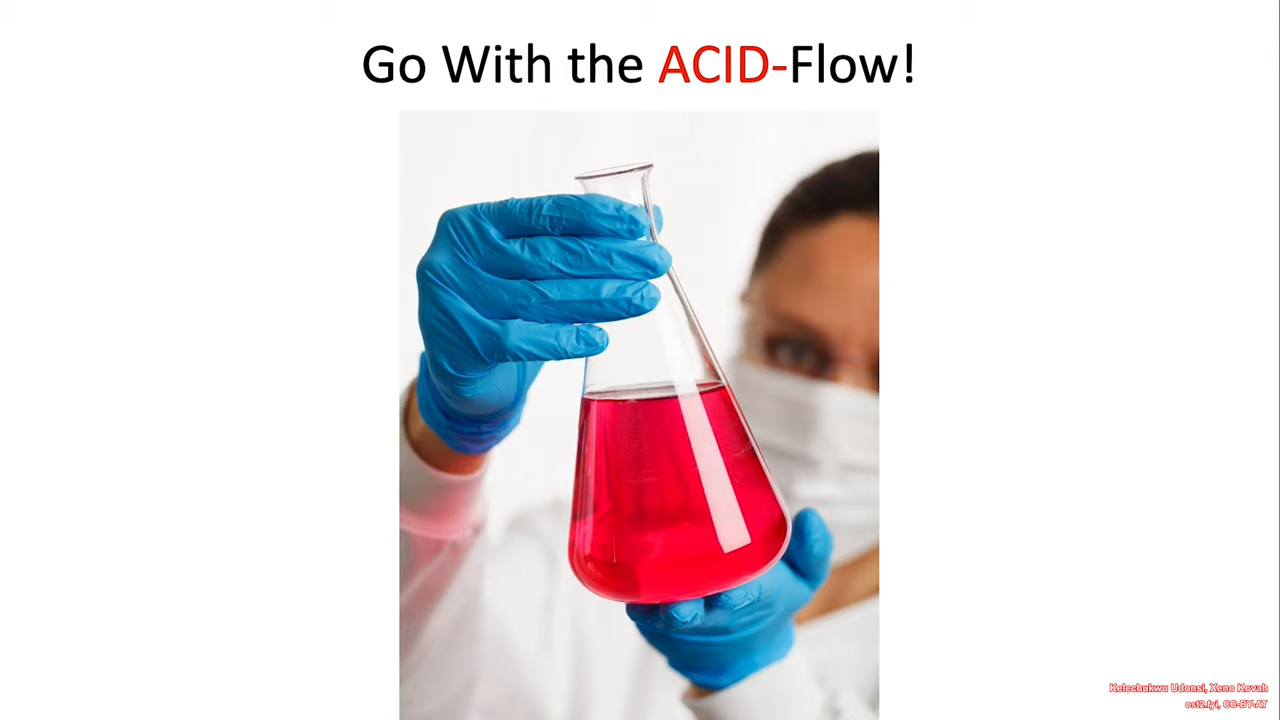 Go With the ACID-Flow!
Kelechukwu Udonsi, Xeno Kovah
ost2.fyi, CC-BY-AT